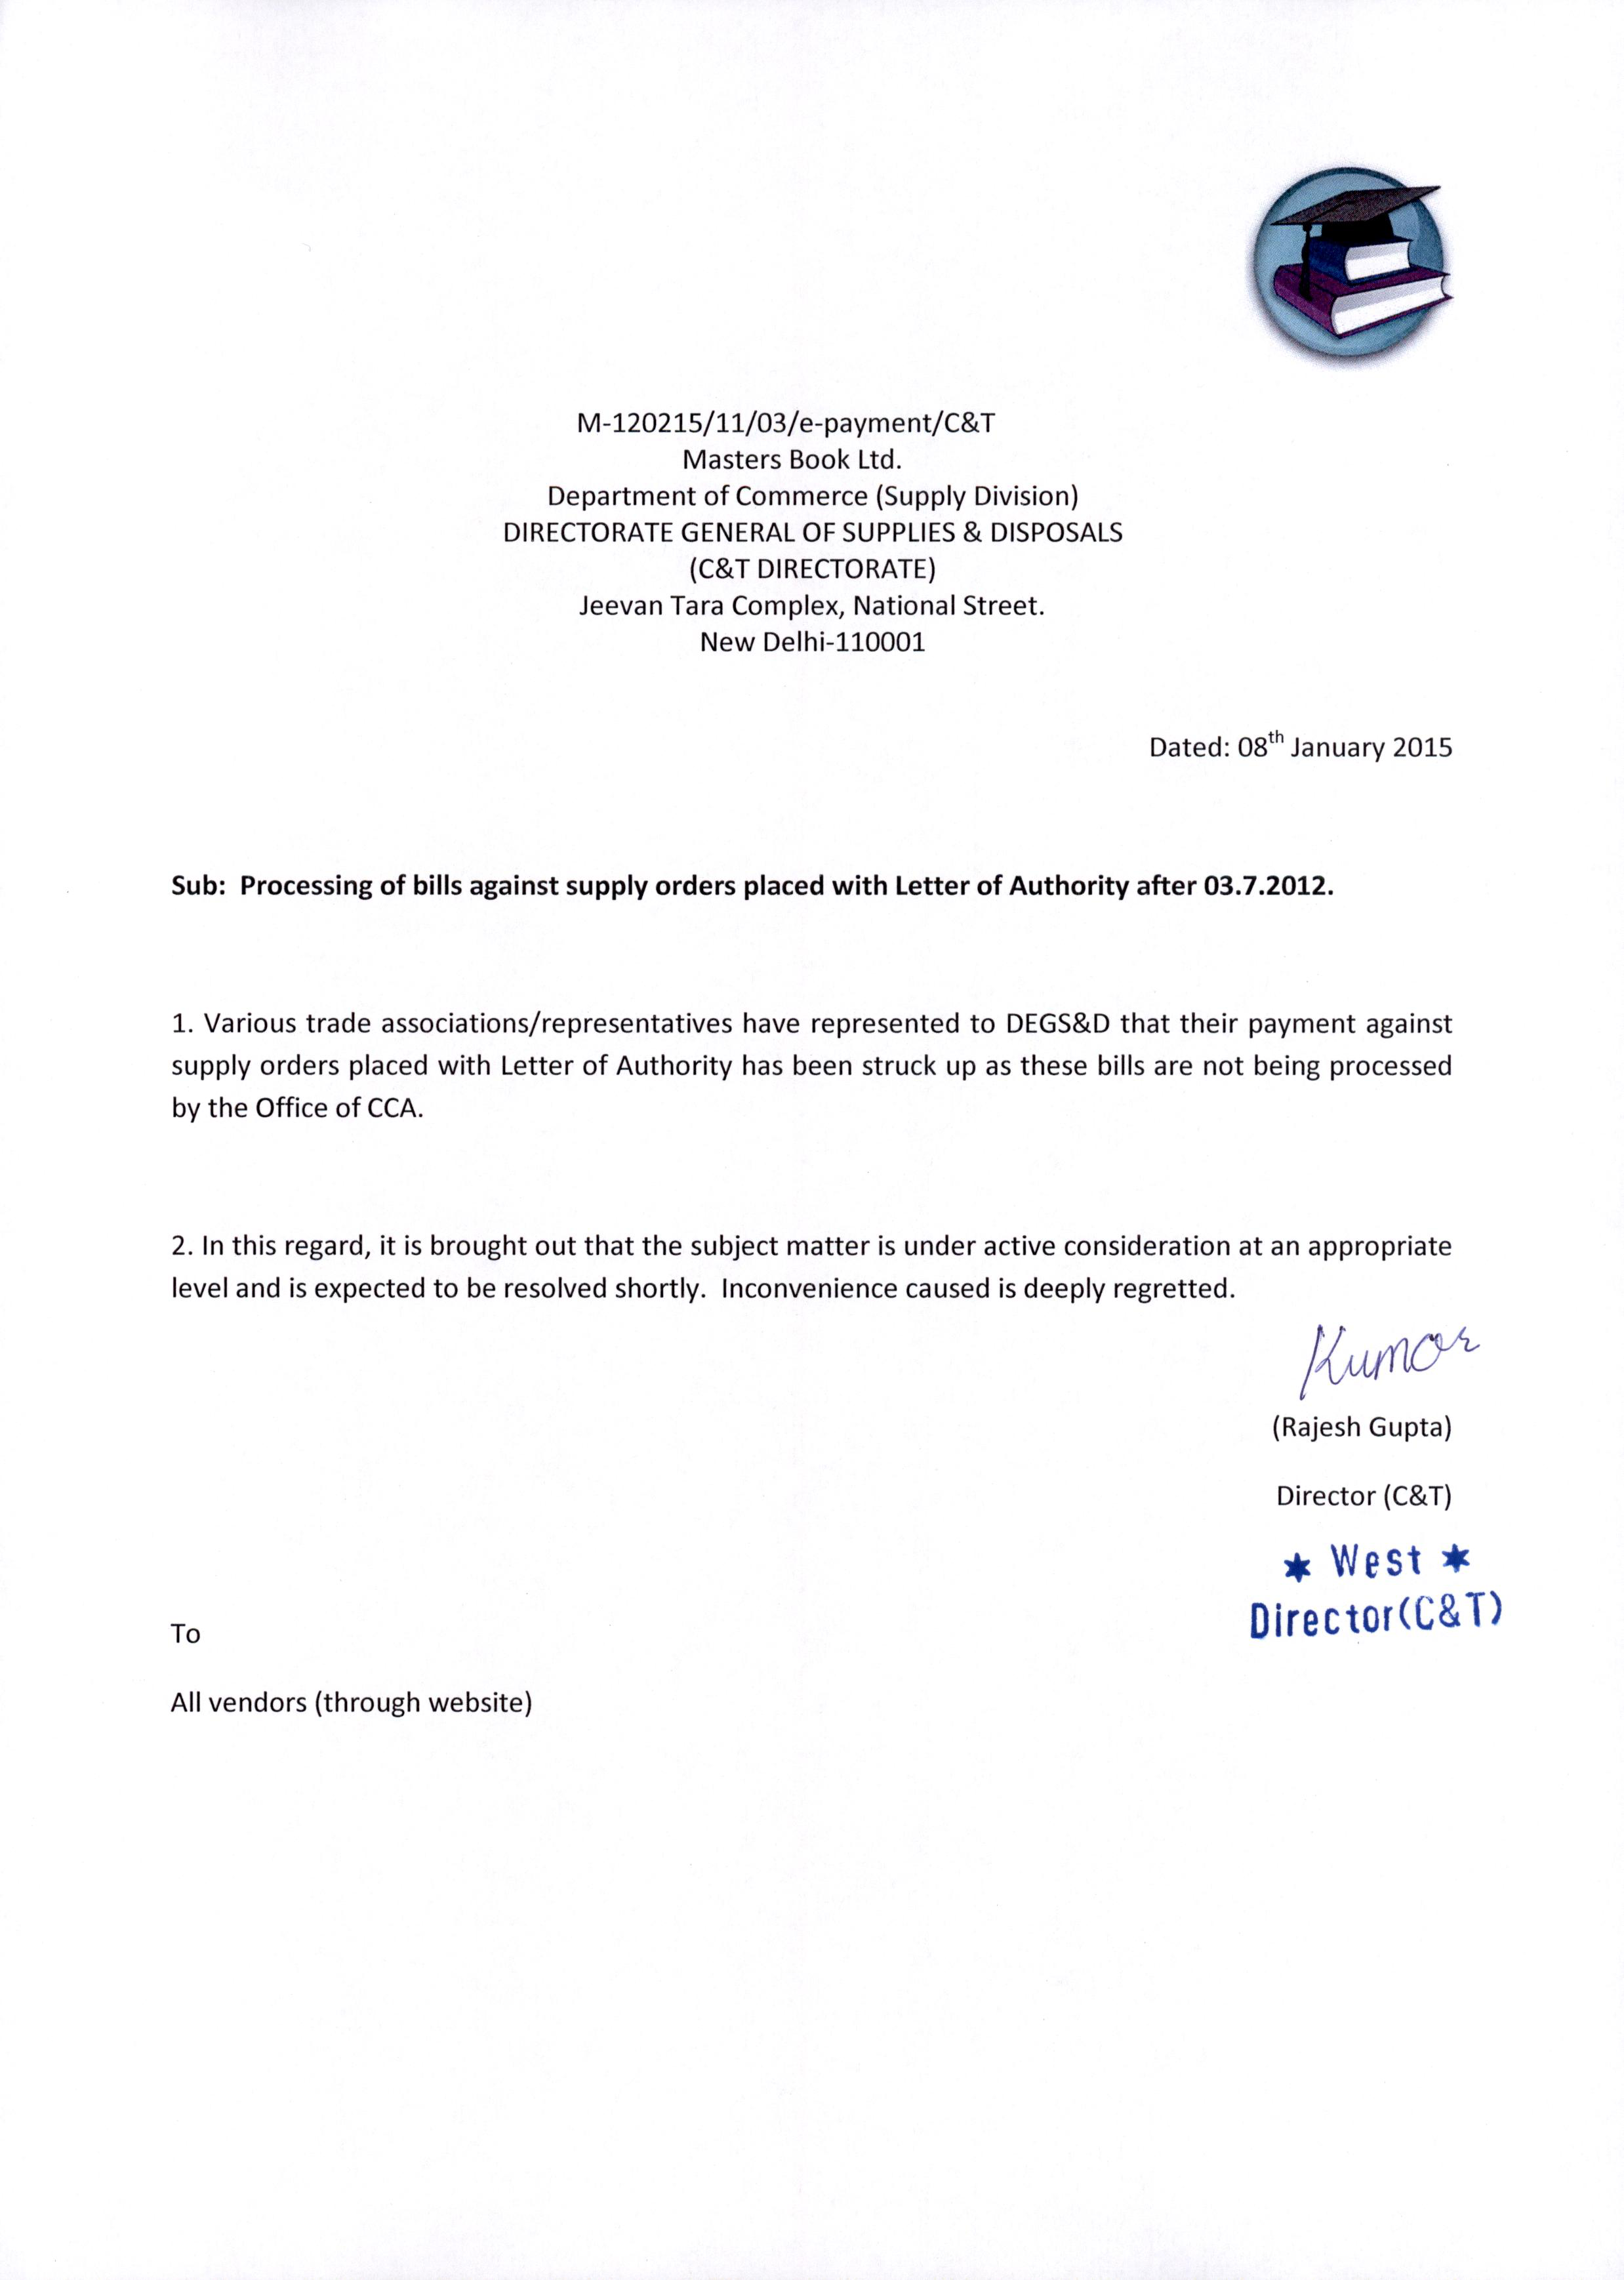 M-120215/11/03/e-payment/C&T
Masters Book Ltd.
Department of Commerce (Supply Division)
DIRECTORATE GENERAL OF SUPPLIES & DISPOSALS
(C&T DIRECTORATE)
Jeevan Tara Complex, National Street.
New Delhi-110001
Dated: 08th January 2015
Sub: Processing of bills against supply orders placed with Letter of Authority after 03.7.2012.
1. Various trade associations/representatives have represented to DEGS&D that their payment against
supply orders placed with Letter of Authority has been struck up as these bills are not being processed
by the Office of CCA.
2. In this regard, it is brought out that the subject matter is under active consideration at an appropriate
level and is expected to be resolved shortly. Inconvenience caused is deeply regretted.
Kumar
(Rajesh Gupta)
Director (C&T)
★ West ★
Director(C&T)
To
All vendors (through website)